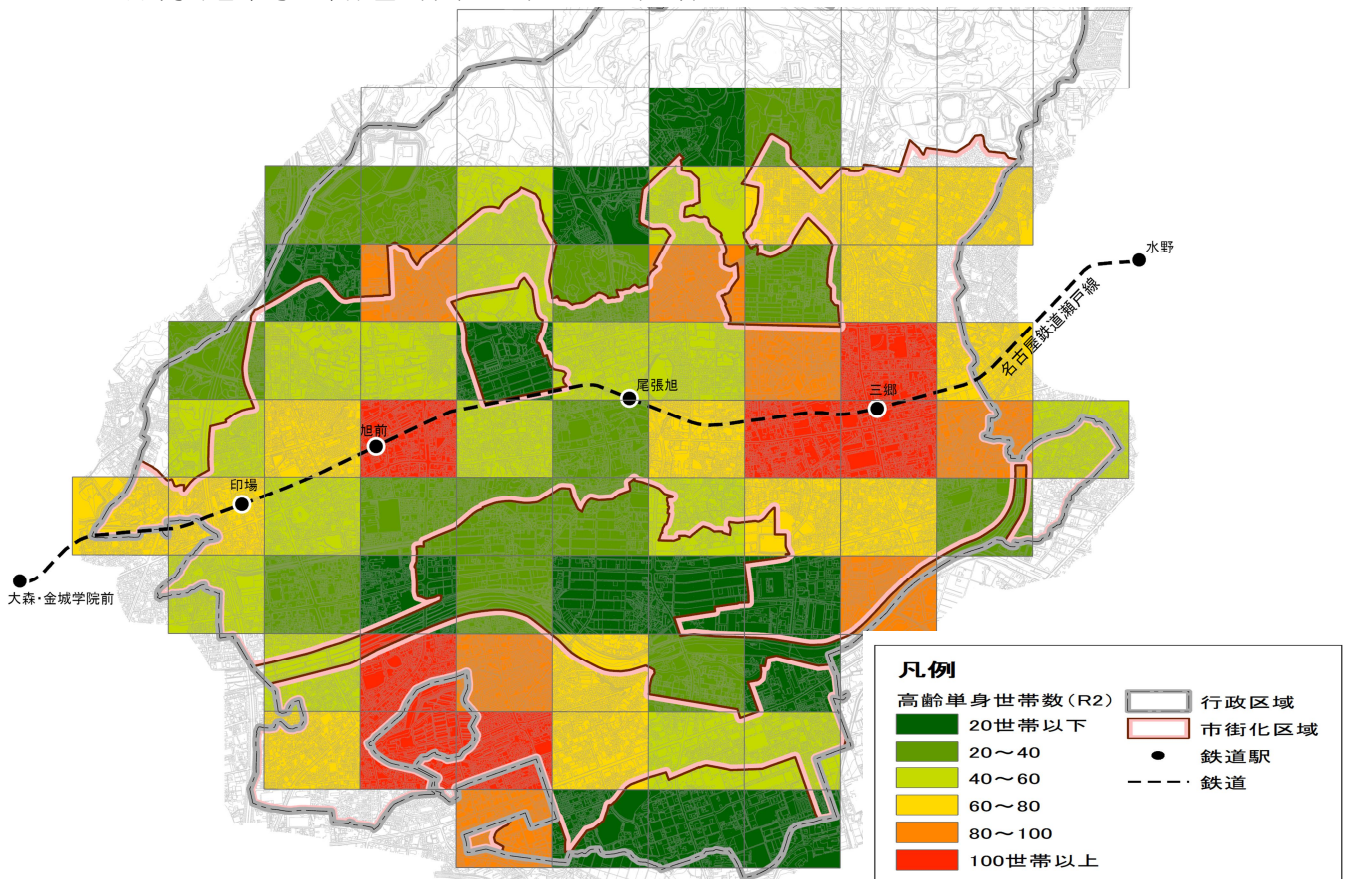 水野
名古屋鉄道瀬戸線
尾張旭
三郷
旭前
印場
大森・金城学院前
凡例
高齢単身世帯数(R2)
20世帯以下
20～40
40～60
60～80
80～100
100世帯以上
行政区域
市街化区域
鉄道駅
鉄道